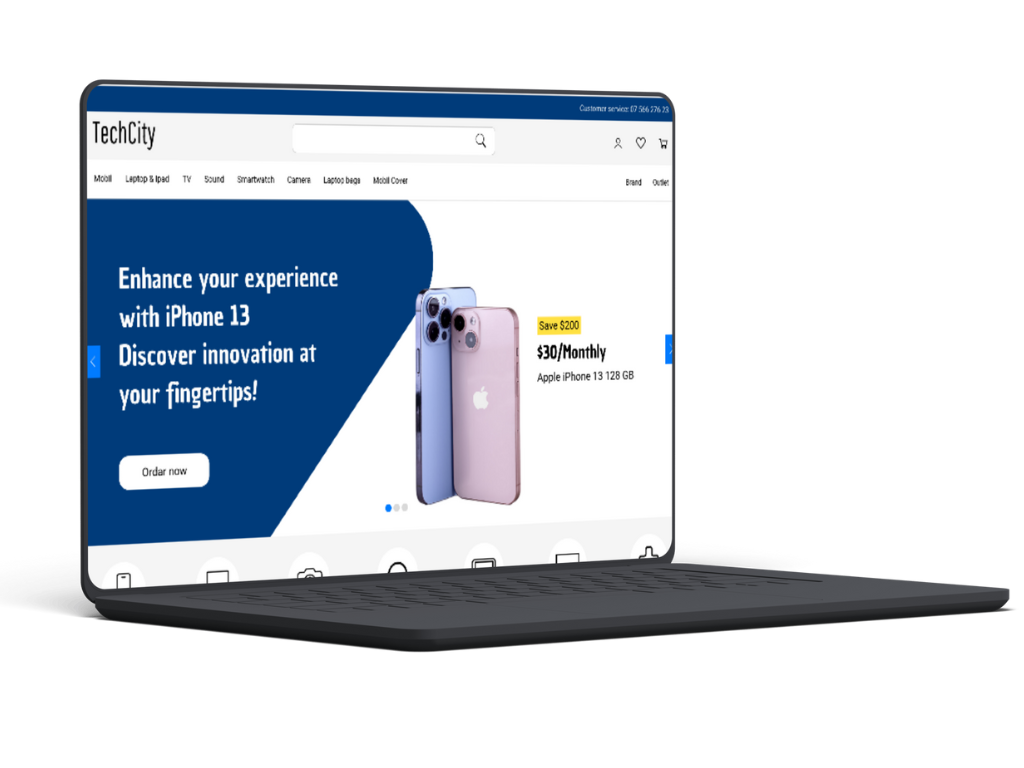 Customer service: 07 566 276 23
TechCity
Mobil Laptop & Ipad TV Sound Smartwatch Camera Laptop bags Mobil Cover Brand Outlet
Enhance your experience
with iPhone 13
Discover innovation at
your fingertips!
Save $200
$30/Monthly
Apple iPhone 13 128 GB
Ordar now